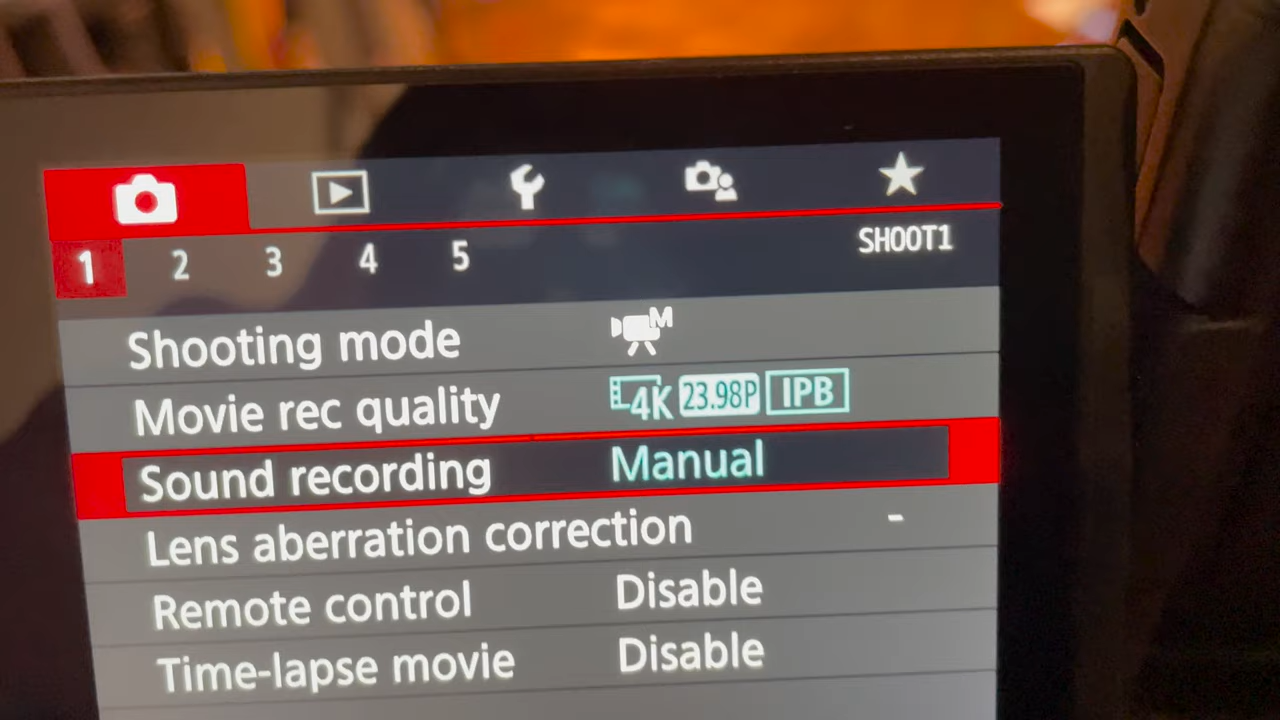 1 2 3 4 5 SHOOT1
Shooting mode M
Movie rec quality 4K 23.98P IPB
Sound recording Manual
Lens aberration correction -
Remote control Disable
Time-lapse movie Disable